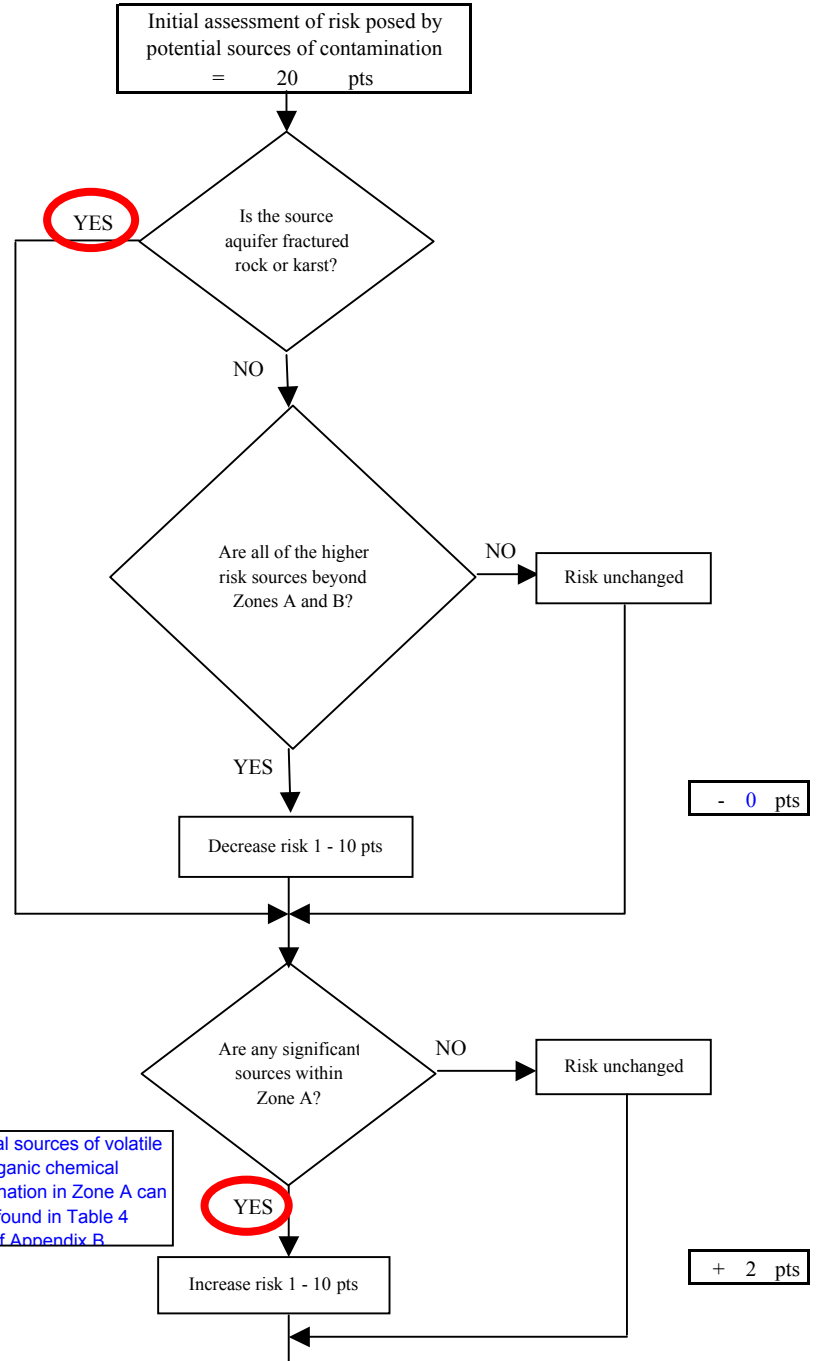 Initial assessment of risk posed by
potential sources of contamination
= 20 pts
YES
Is the source
aquifer fractured
rock or karst?
NO
Are all of the higher
risk sources beyond
Zones A and B?
NO
Risk unchanged
YES
- 0 pts
Decrease risk 1 - 10 pts
Are any significant
sources within
Zone A?
NO
Risk unchanged
al sources of volatile
ganic chemical
nation in Zone A can
found in Table 4
f Appendix B
YES
+ 2 pts
Increase risk 1 - 10 pts